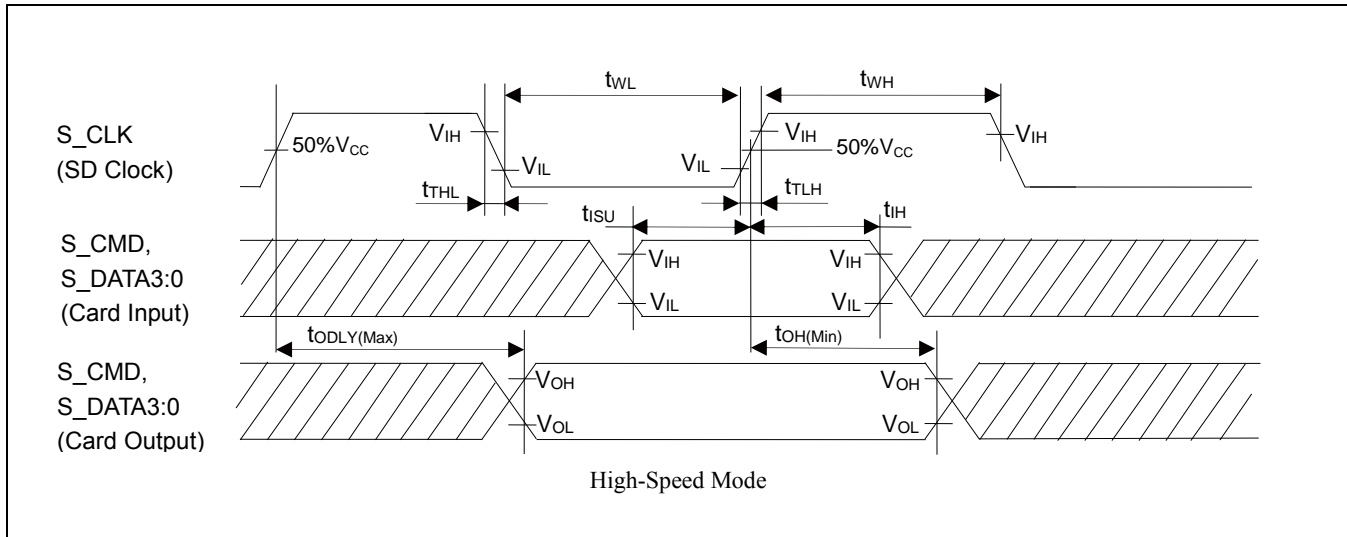 tWL
tWH
S_CLK
(SD Clock)
50%VCC
VIH
VIL
VIL
VIH
50%VCC
VIH
tTHL
tTLH
tISU
tIH
S_CMD,
S_DATA3:0
(Card Input)
VIH
VIL
VIH
VIL
tODLY(Max)
tOH(Min)
S_CMD,
S_DATA3:0
(Card Output)
VOH
VOL
VOH
VOL
High-Speed Mode